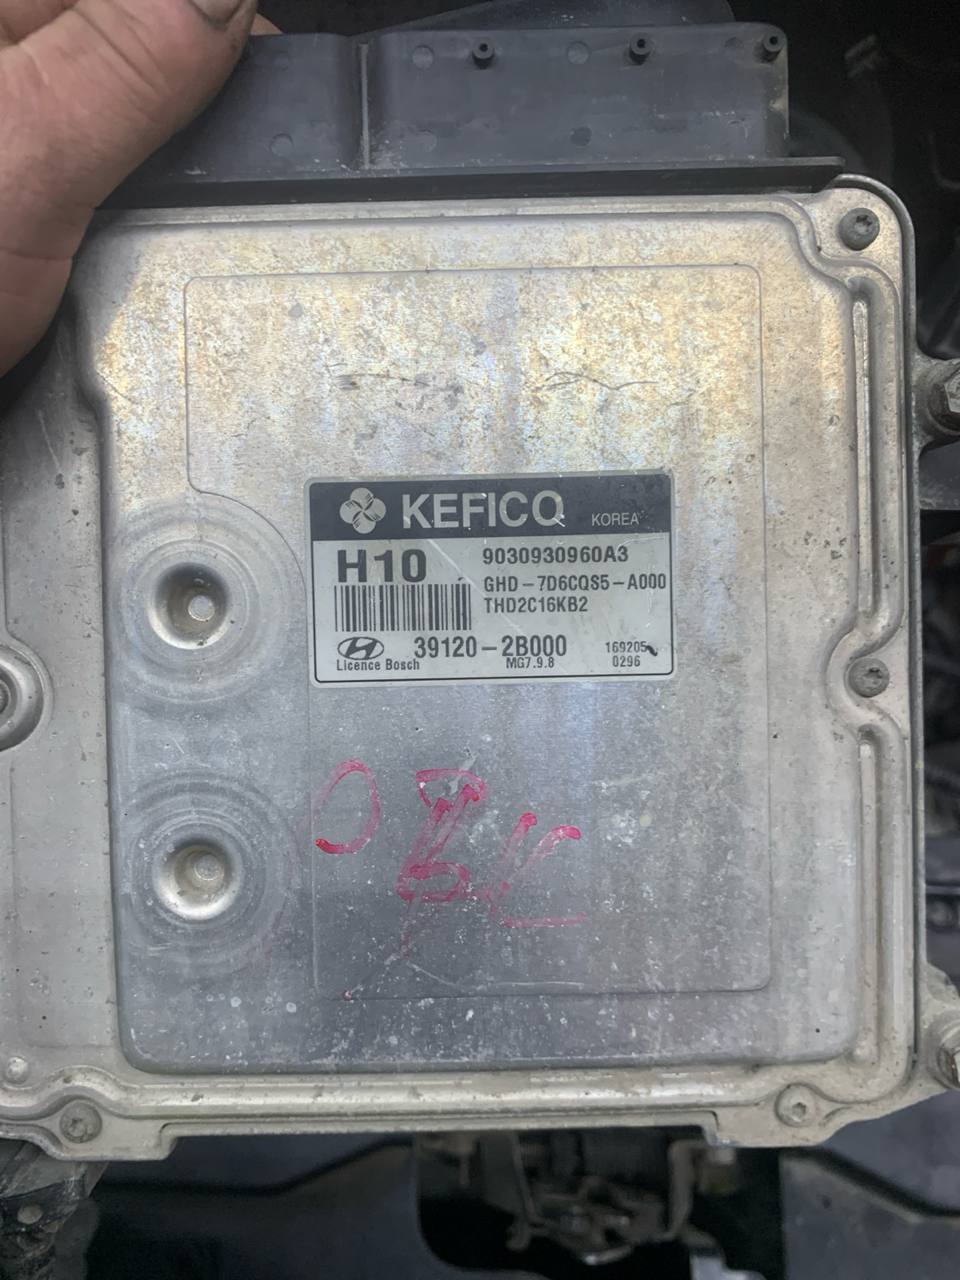 KEFICO KOREA
H10 9030930960A3
GHD-7D6CQS5-A000
THD2C16KB2
39120-2B000 169205
Licence Bosch MG7.9.8 0296